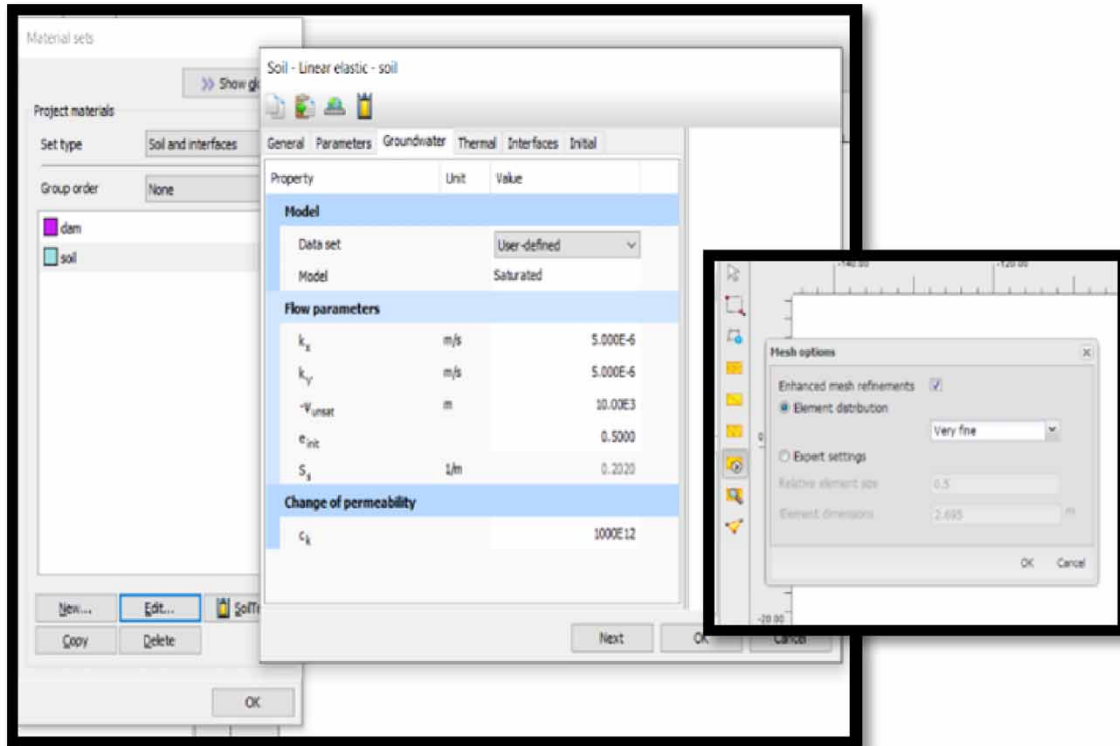 Material sets
Show glo
Project materials
Set type Soil and interfaces
Group order None
dam
soil
New... Edit... SoilTe
Copy Delete
OK
Soil - Linear elastic - soil
General Parameters Groundwater Thermal Interfaces Initial
Property Unit Value
Model
Data set User-defined
Model Saturated
Flow parameters
kx m/s 5.000E-6
ky m/s 5.000E-6
-Ψunsat m 10.00E3
einit 0.5000
Ss 1/m 0.2020
Change of permeability
ck 1000E12
Next OK Cancel
-140.00 -120.00
Mesh options
Enhanced mesh refinements
Element distribution
Very fine
Expert settings
Relative element size 0.5
Element dimensions 2.695 m
OK Cancel
0
-20.00